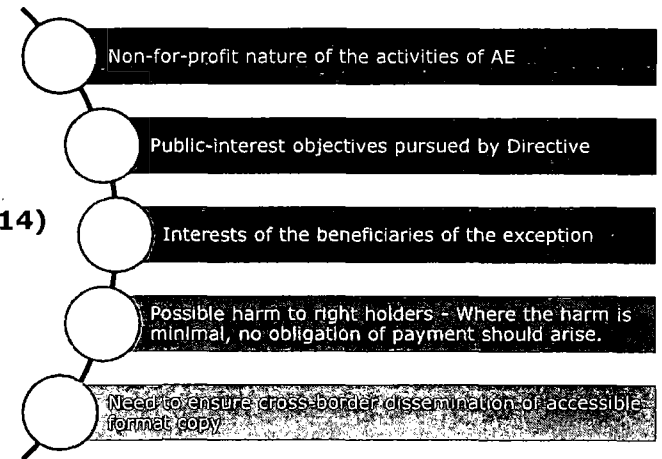 Non-for-profit nature of the activities of AE
Public-interest objectives pursued by Directive
14)
Interests of the beneficiaries of the exception
Possible harm to right holders - Where the harm is
minimal, no obligation of payment should arise.
Need to ensure cross-border dissemination of accessible
format copy